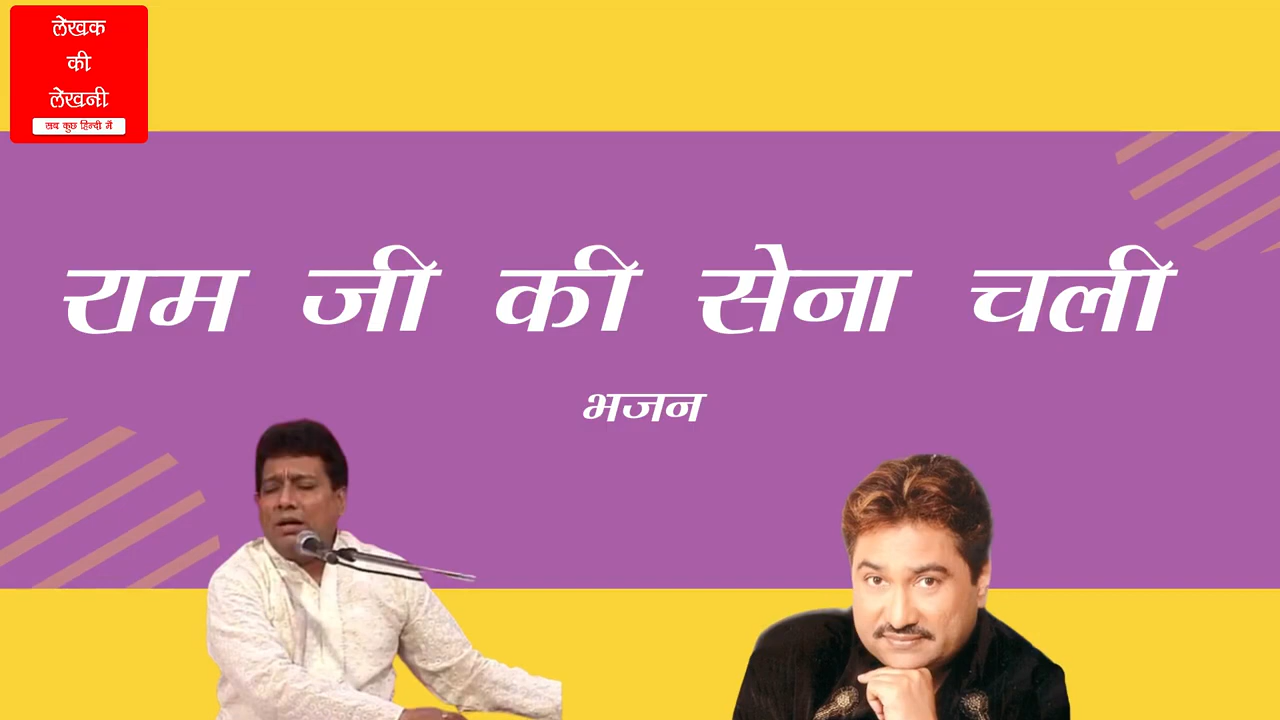 लेखक
की
लेखनी
सब कुछ हिन्दी में
राम जी की सेना चली
भजन